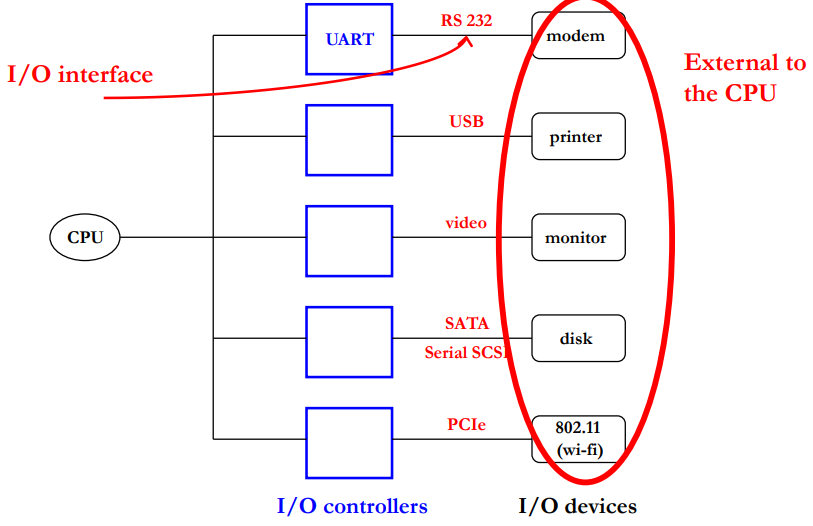 RS 232
UART
modem
I/O interface
External to
the CPU
USB
printer
video
CPU
monitor
SATA
disk
Serial SCSI
PCIe
802.11
(wi-fi)
I/O controllers
I/O devices